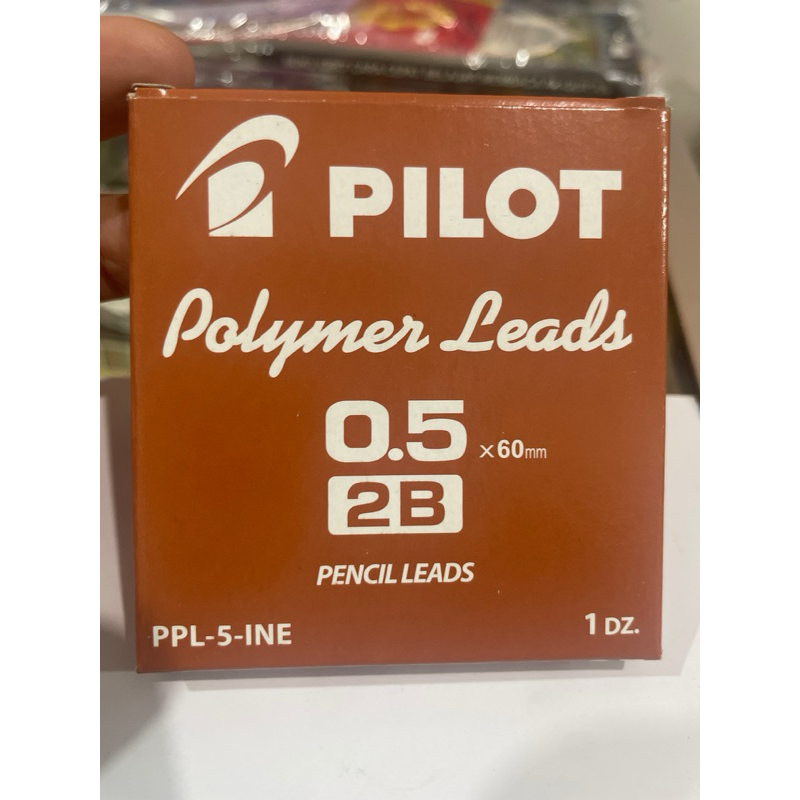 PILOT
Polymer Leads
0.5 ×60mm
2B
PENCIL LEADS
PPL-5-INE 1 DZ.